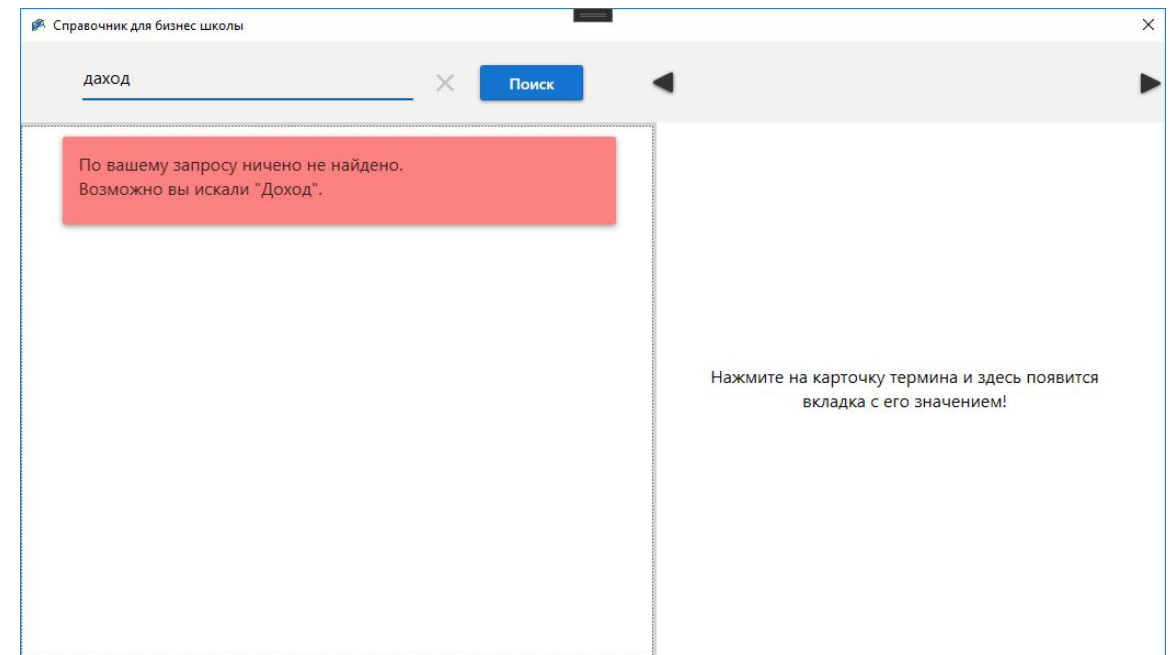 Справочник для бизнес школы
даход
Поиск
По вашему запросу ничено не найдено.
Возможно вы искали "Доход".
Нажмите на карточку термина и здесь появится
вкладка с его значением!